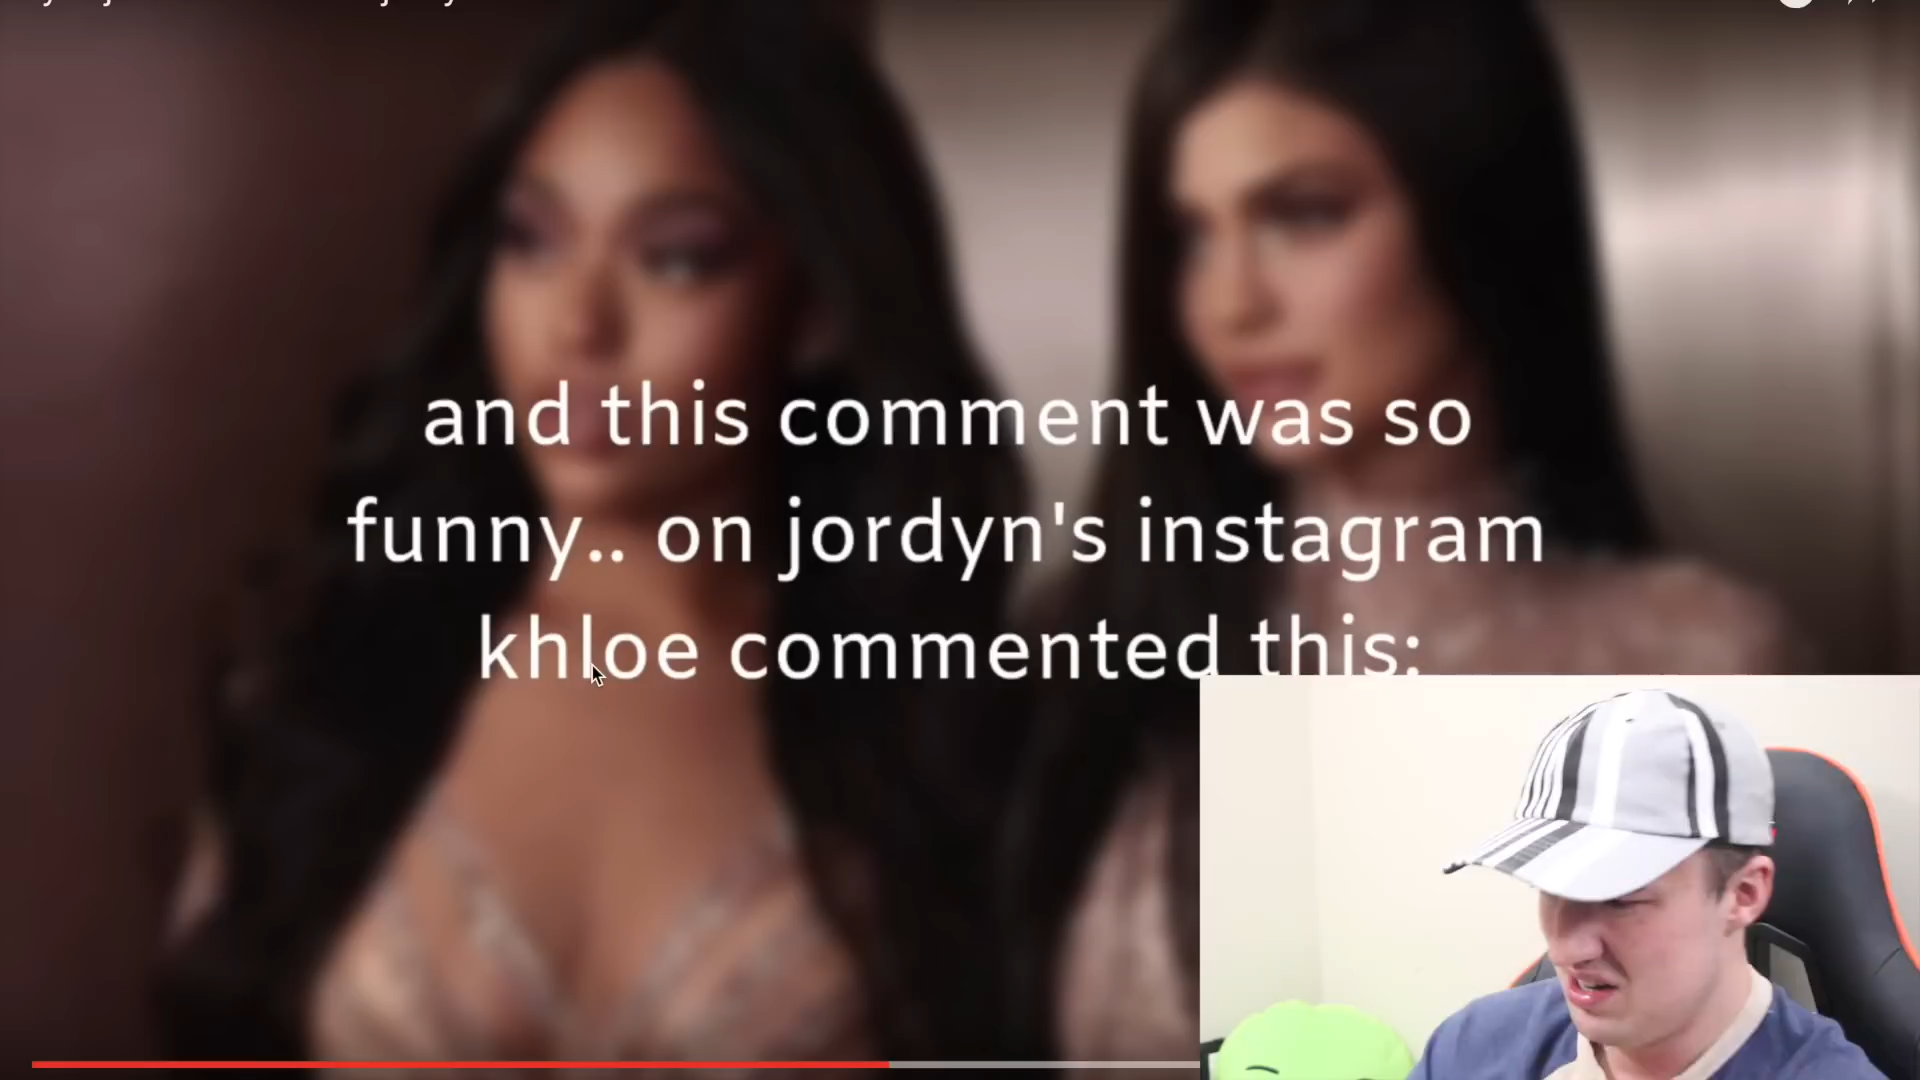 and this comment was so
funny.. on jordyn's instagram
khloe commented this: